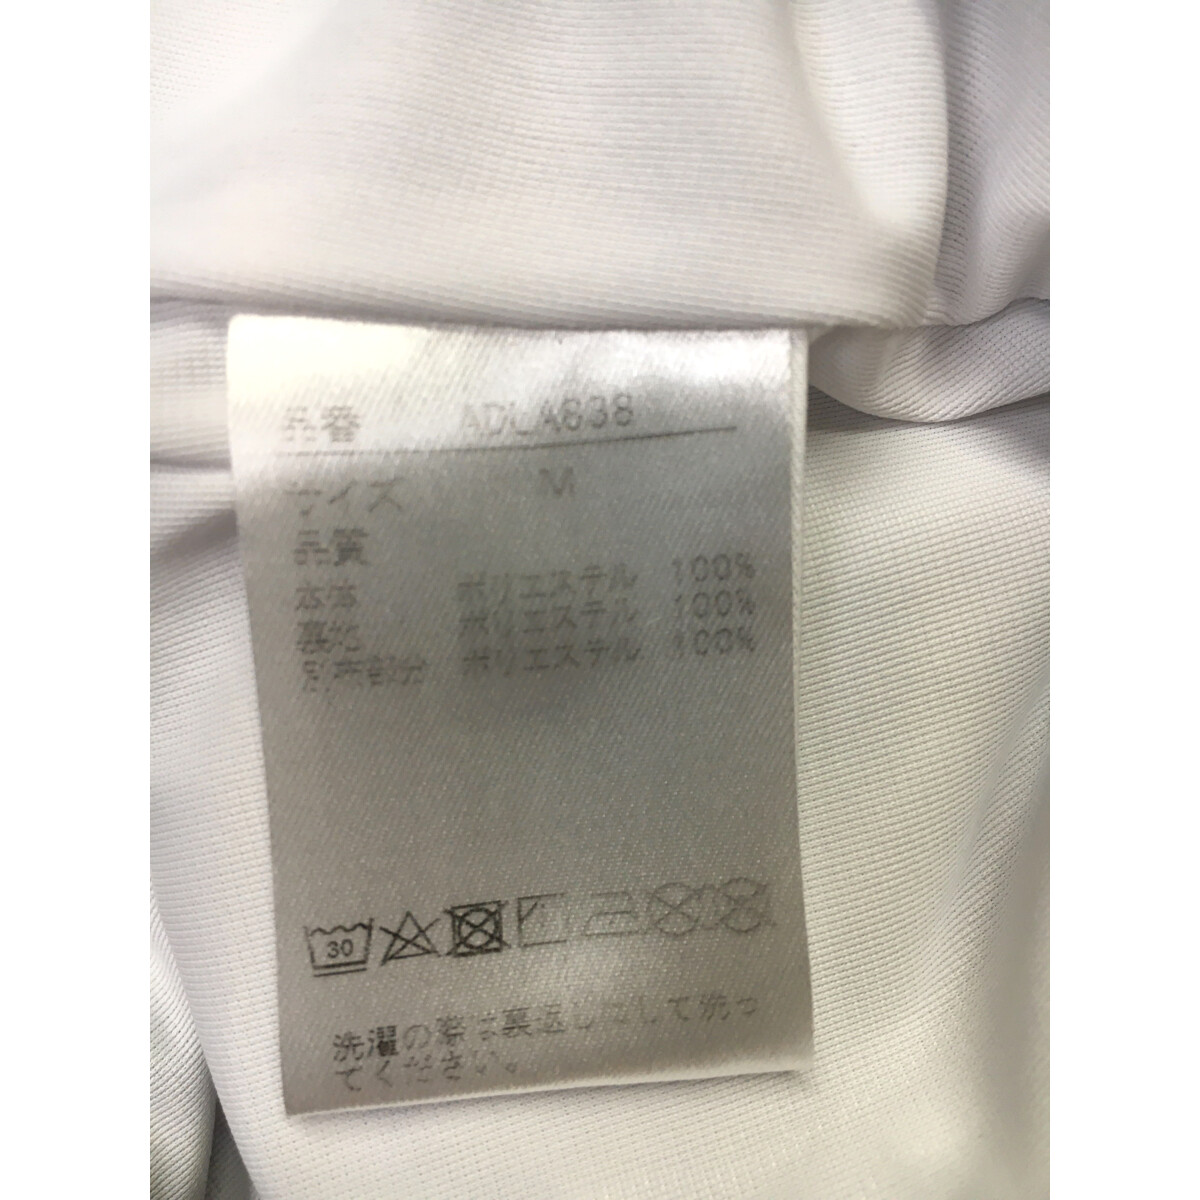 品番 ADLA838
サイズ M
品質
本体 ポリエステル 100%
裏地 ポリエステル 100%
別布部分 ポリエステル 100%
30
洗濯の際は裏返しにして洗っ
てください。